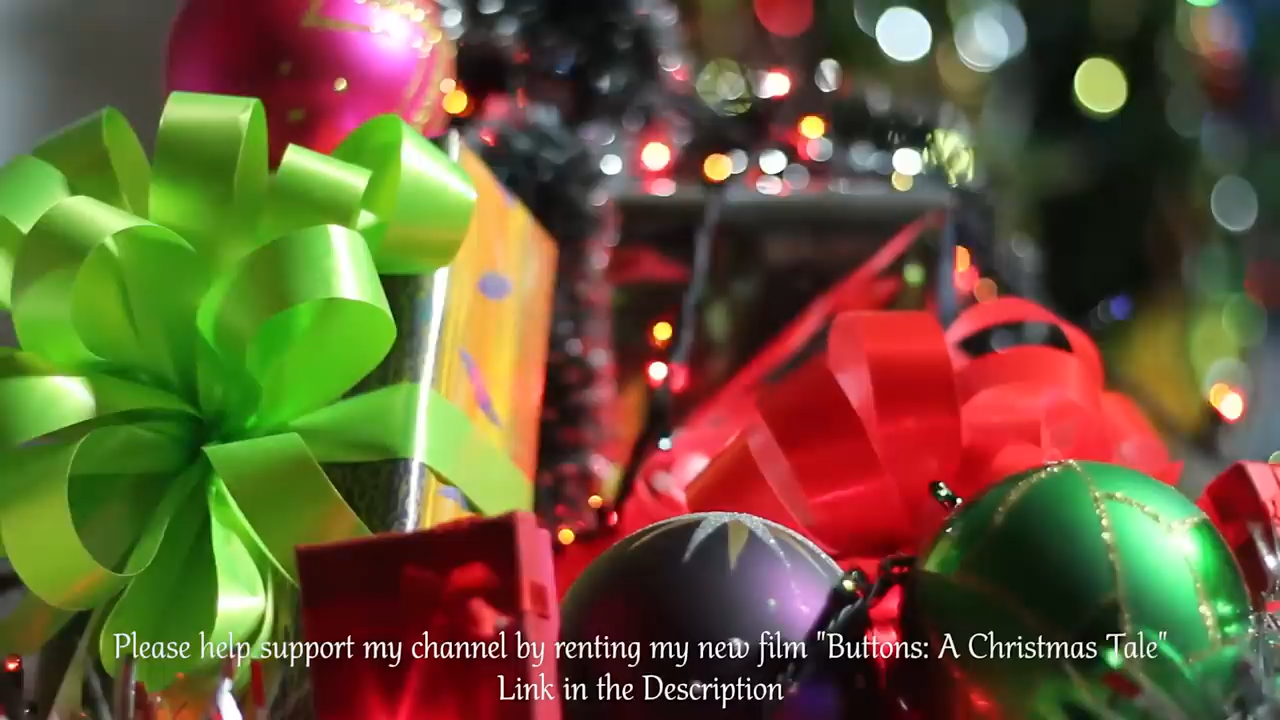 Please help support my channel by renting my new film "Buttons: A Christmas Tale"
Link in the Description